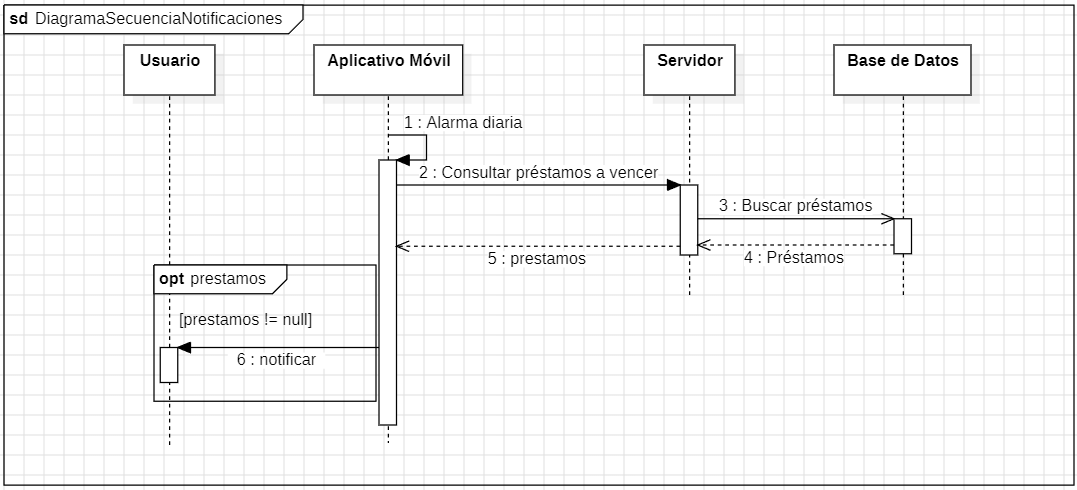 sd DiagramaSecuenciaNotificaciones
Usuario
Aplicativo Móvil
Servidor
Base de Datos
1 : Alarma diaria
2 : Consultar préstamos a vencer
3 : Buscar préstamos
4 : Préstamos
5 : prestamos
opt prestamos
[prestamos != null]
6 : notificar